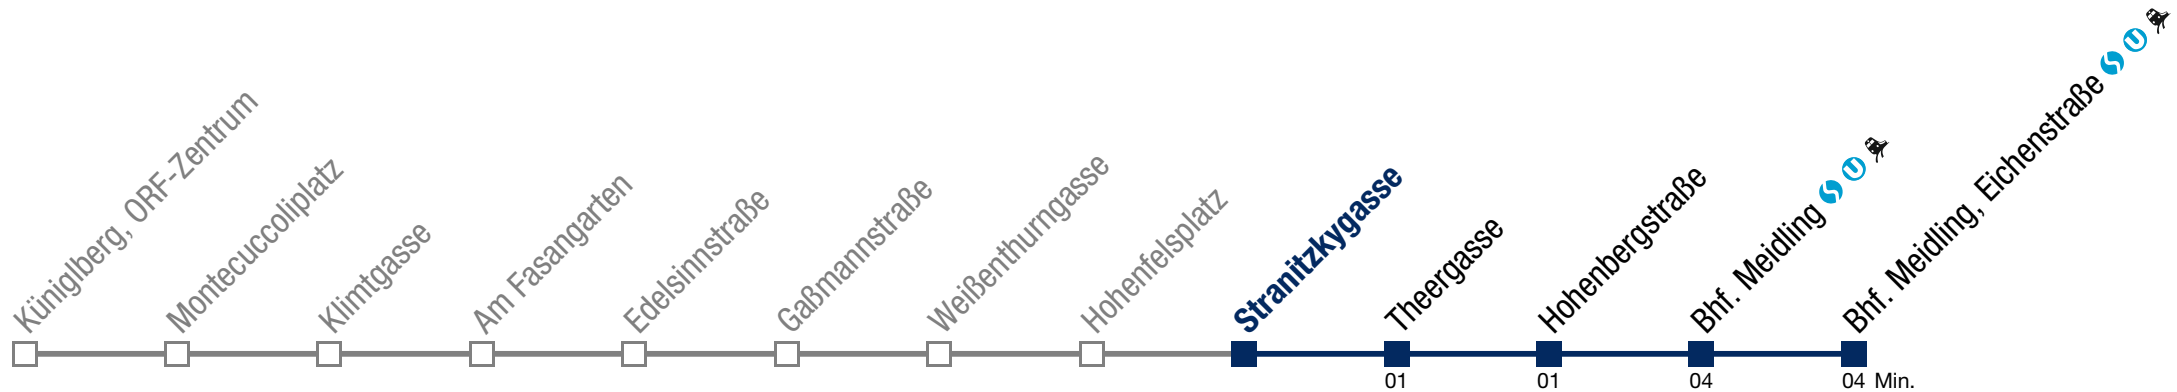 Küniglberg, ORF-Zentrum
Montecuccoliplatz
Klimtgasse
Am Fasangarten
Edelsinnstraße
Gaßmannstraße
Weißenthurngasse
Hohenfelsplatz
Stranitzkygasse
Theergasse
Hohenbergstraße
Bhf. Meidling S U
Bhf. Meidling, Eichenstraße S U
01 01 04 04 Min.